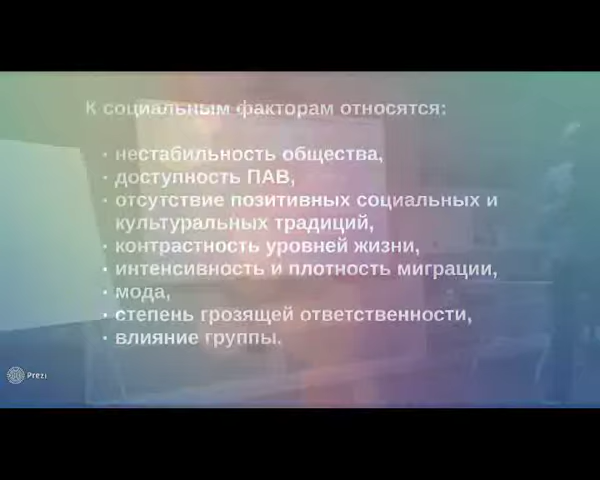 К социальным факторам относятся:
· нестабильность общества,
· доступность ПАВ,
· отсутствие позитивных социальных и
культуральных традиций,
· контрастность уровней жизни,
· интенсивность и плотность миграции,
· мода,
· степень грозящей ответственности,
· влияние группы.
Prezi